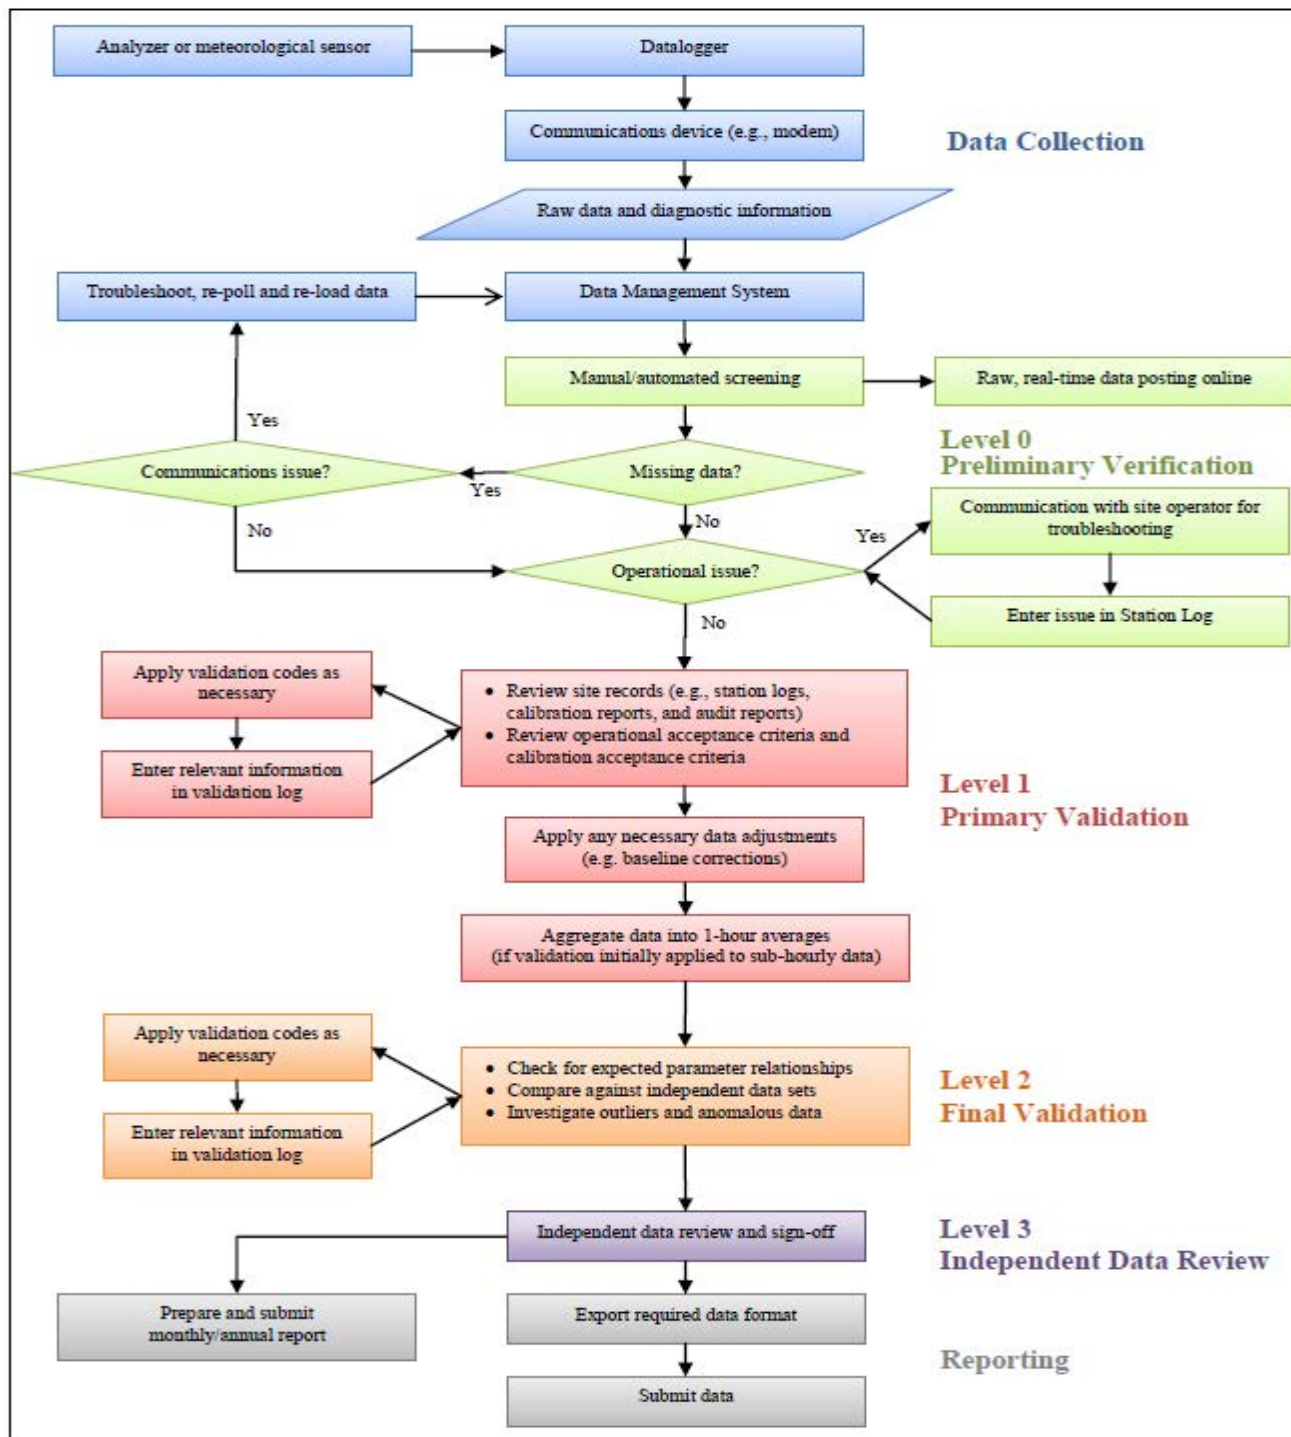 Analyzer or meteorological sensor
Datalogger
Communications device (e.g., modem)
Data Collection
Raw data and diagnostic information
Troubleshoot, re-poll and re-load data
Data Management System
Manual/automated screening
Raw, real-time data posting online
Yes
Level 0
Preliminary Verification
Communications issue?
Missing data?
Yes
Communication with site operator for
troubleshooting
No
No
Yes
Operational issue?
Enter issue in Station Log
No
Apply validation codes as
necessary
• Review site records (e.g., station logs,
calibration reports, and audit reports)
• Review operational acceptance criteria and
calibration acceptance criteria
Enter relevant information
in validation log
Level 1
Primary Validation
Apply any necessary data adjustments
(e.g. baseline corrections)
Aggregate data into 1-hour averages
(if validation initially applied to sub-hourly data)
Apply validation codes as
necessary
• Check for expected parameter relationships
• Compare against independent data sets
• Investigate outliers and anomalous data
Level 2
Final Validation
Enter relevant information
in validation log
Independent data review and sign-off
Level 3
Independent Data Review
Prepare and submit
monthly/annual report
Export required data format
Reporting
Submit data